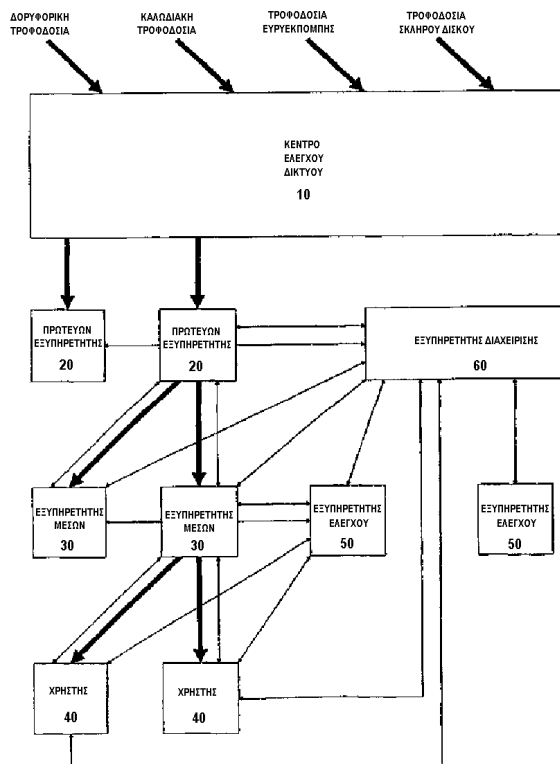 ΔΟΡΥΦΟΡΙΚΗ
ΤΡΟΦΟΔΟΣΙΑ
ΚΑΛΩΔΙΑΚΗ
ΤΡΟΦΟΔΟΣΙΑ
ΤΡΟΦΟΔΟΣΙΑ
ΕΥΡΥΕΚΠΟΜΠΗΣ
ΤΡΟΦΟΔΟΣΙΑ
ΣΚΛΗΡΟΥ ΔΙΣΚΟΥ
ΚΕΝΤΡΟ
ΕΛΕΓΧΟΥ
ΔΙΚΤΥΟΥ
10
ΠΡΩΤΕΥΩΝ
ΕΞΥΠΗΡΕΤΗΤΗΣ
20
ΠΡΩΤΕΥΩΝ
ΕΞΥΠΗΡΕΤΗΤΗΣ
20
ΕΞΥΠΗΡΕΤΗΤΗΣ ΔΙΑΧΕΙΡΙΣΗΣ
60
ΕΞΥΠΗΡΕΤΗΤΗΣ
ΜΕΣΩΝ
30
ΕΞΥΠΗΡΕΤΗΤΗΣ
ΜΕΣΩΝ
30
ΕΞΥΠΗΡΕΤΗΤΗΣ
ΕΛΕΓΧΟΥ
50
ΕΞΥΠΗΡΕΤΗΤΗΣ
ΕΛΕΓΧΟΥ
50
ΧΡΗΣΤΗΣ
40
ΧΡΗΣΤΗΣ
40